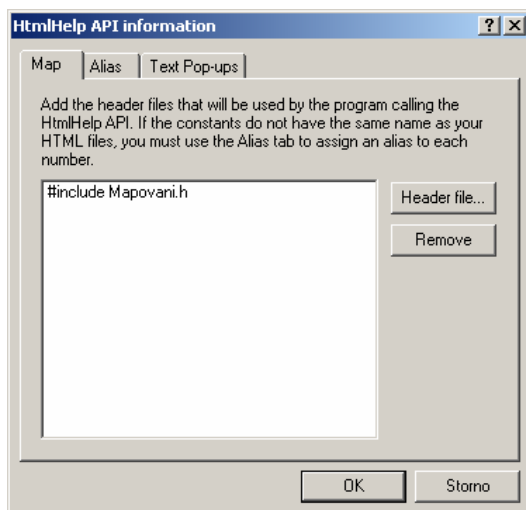 HtmlHelp API information
Map Alias Text Pop-ups
Add the header files that will be used by the program calling the
HtmlHelp API. If the constants do not have the same name as your
HTML files, you must use the Alias tab to assign an alias to each
number.
#include Mapovani.h
Header file...
Remove
OK Storno